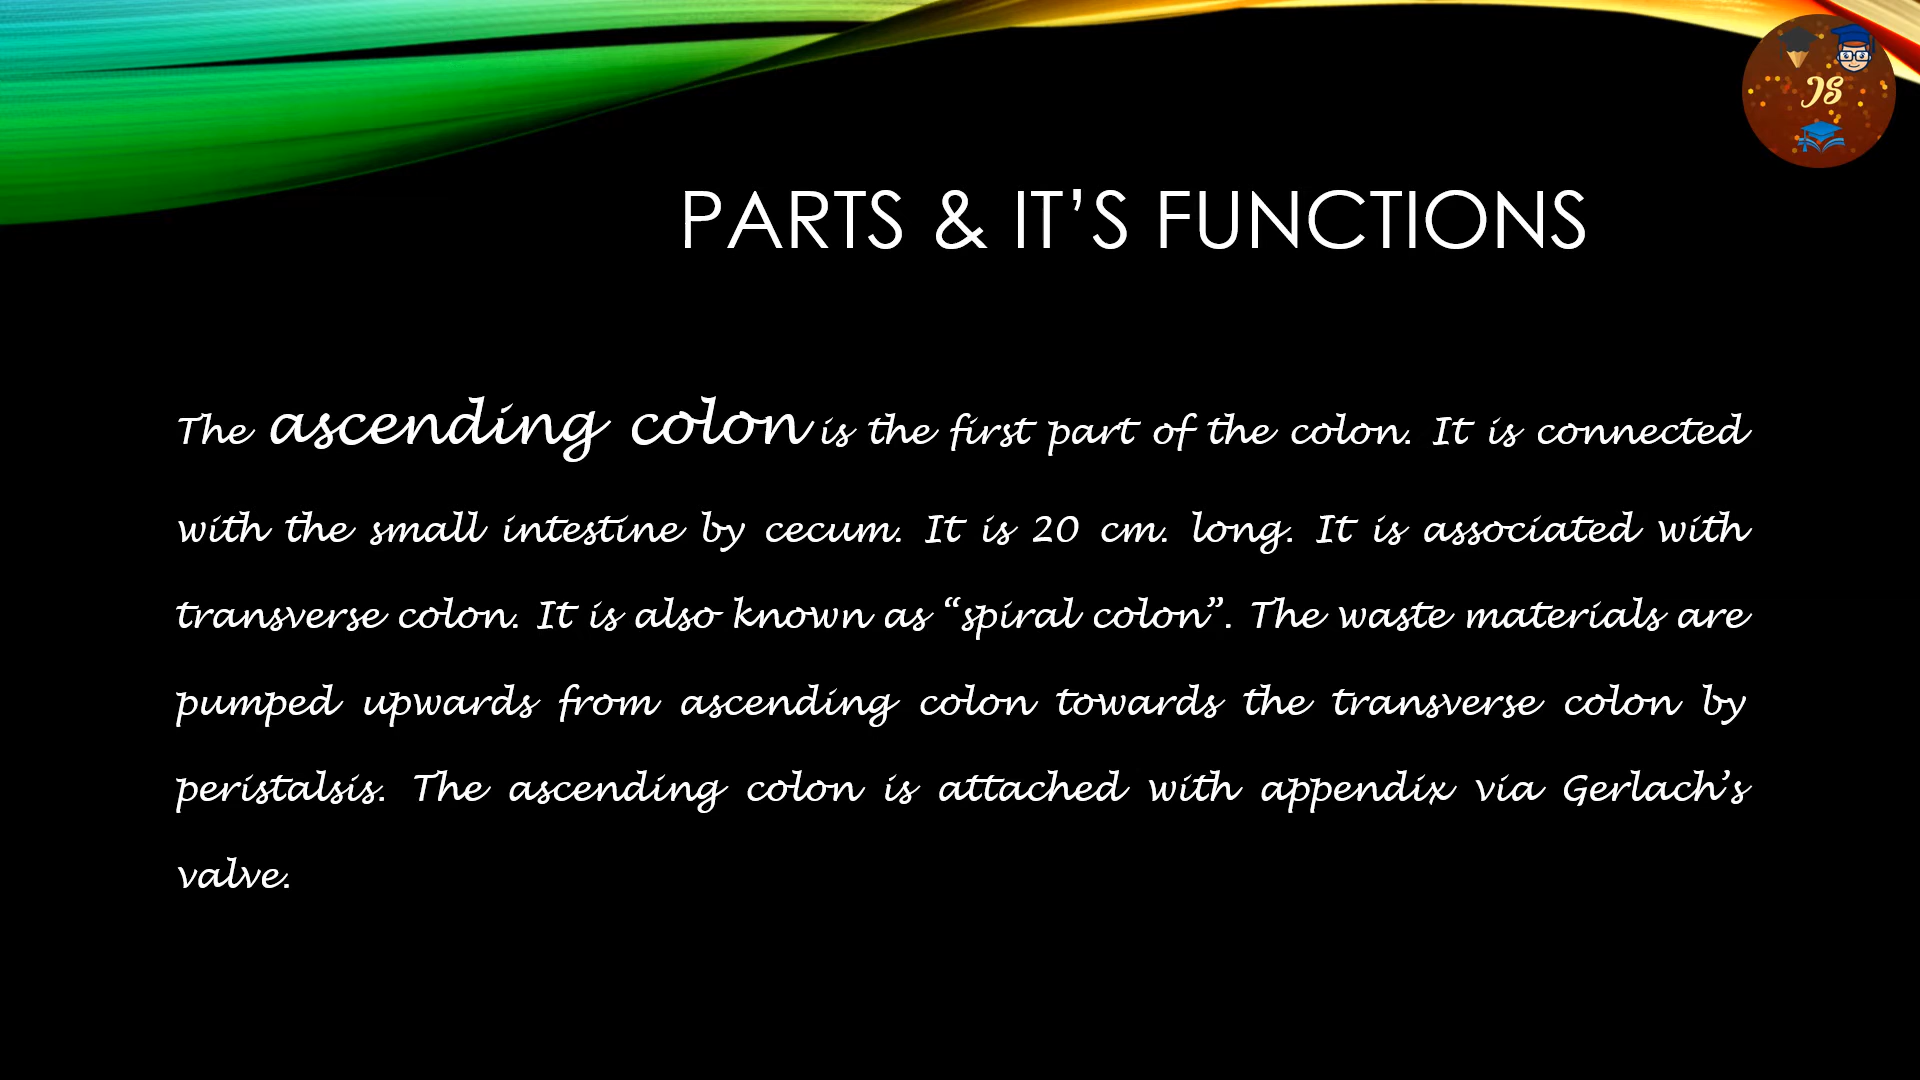 JS
PARTS & IT’S FUNCTIONS
The ascending colon is the first part of the colon. It is connected
with the small intestine by cecum. It is 20 cm. long. It is associated with
transverse colon. It is also known as “spiral colon”. The waste materials are
pumped upwards from ascending colon towards the transverse colon by
peristalsis. The ascending colon is attached with appendix via Gerlach’s
valve.